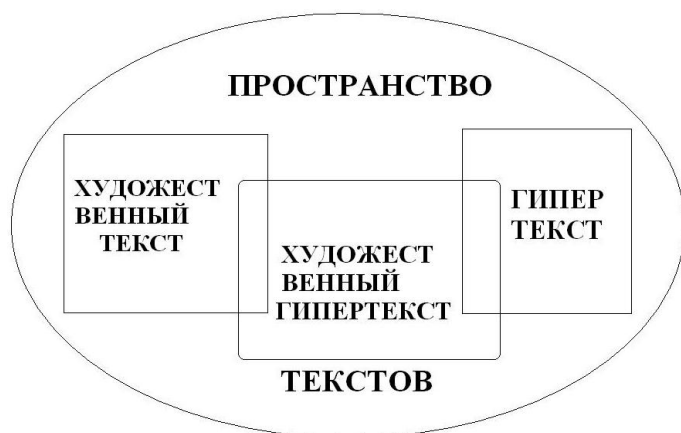 ПРОСТРАНСТВО
ХУДОЖЕСТ
ВЕННЫЙ
ТЕКСТ
ХУДОЖЕСТ
ВЕННЫЙ
ГИПЕРТЕКСТ
ГИПЕР
ТЕКСТ
ТЕКСТОВ